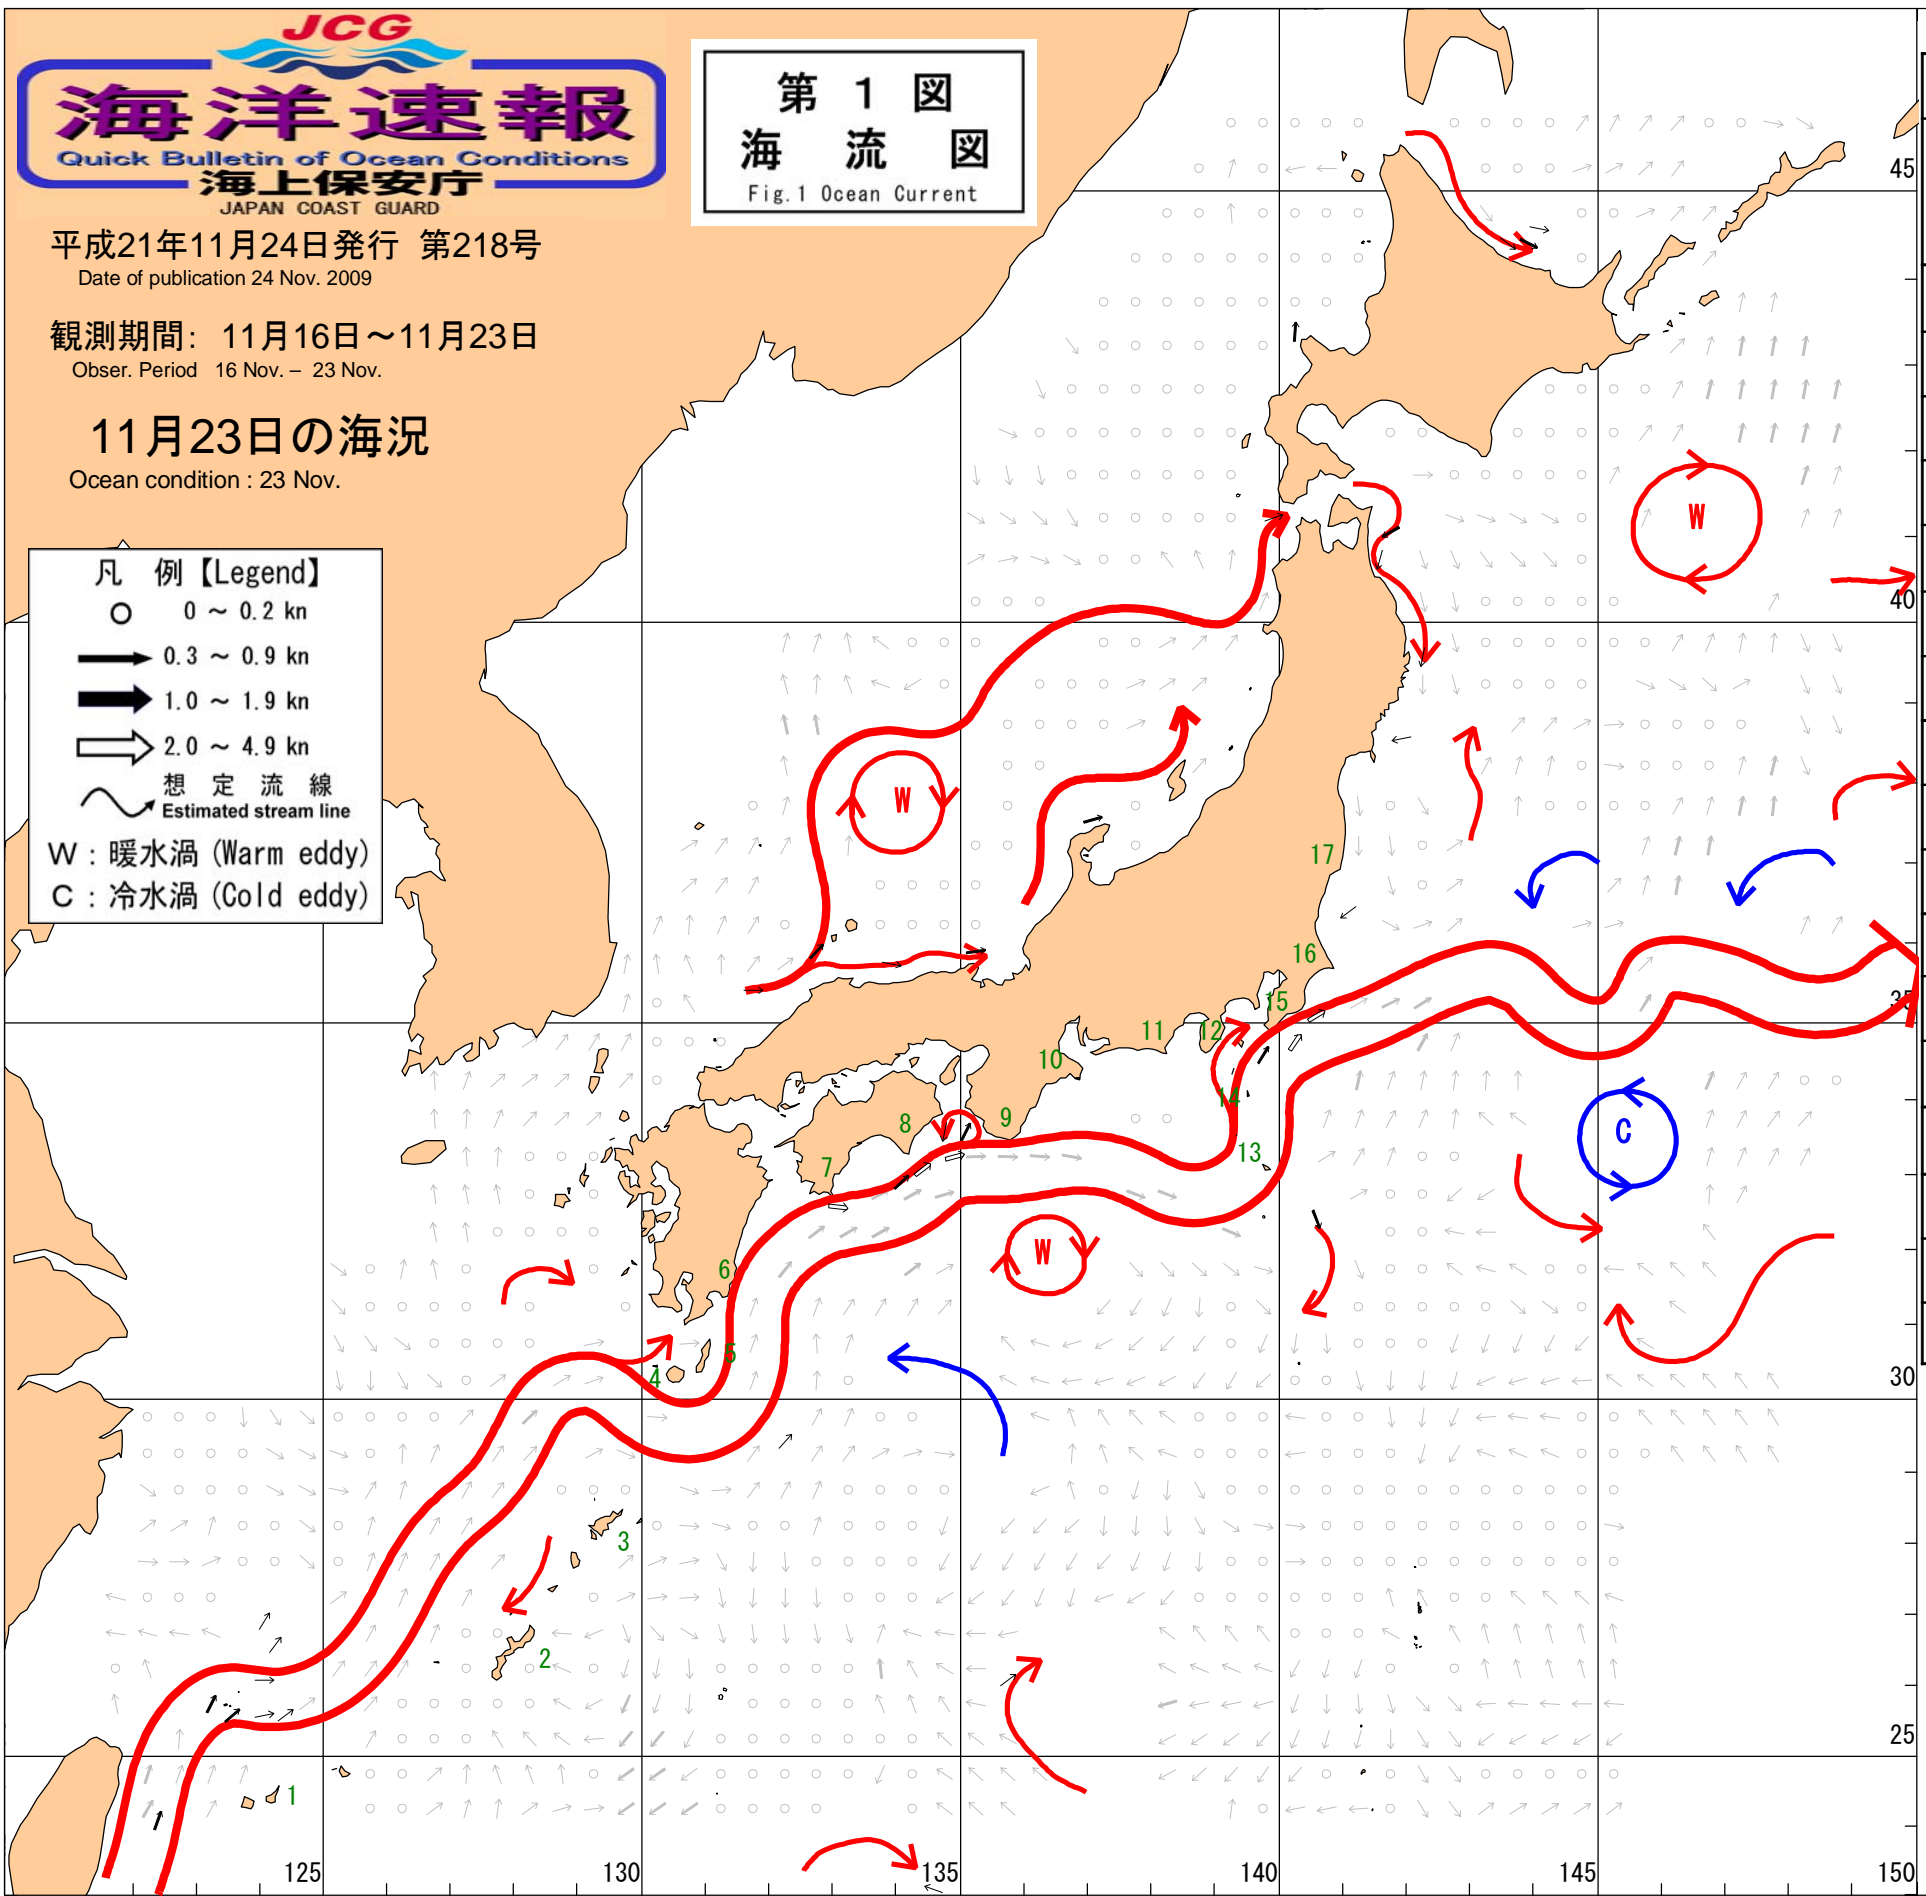 JCG
海洋速報
Quick Bulletin of Ocean Conditions
海上保安庁
JAPAN COAST GUARD
第 1 図
海 流 図
Fig.1 Ocean Current
平成21年11月24日発行 第218号
Date of publication 24 Nov. 2009
観測期間: 11月16日～11月23日
Obser. Period 16 Nov. – 23 Nov.
11月23日の海況
Ocean condition : 23 Nov.
凡 例【Legend】
0 ～ 0.2 kn
0.3 ～ 0.9 kn
1.0 ～ 1.9 kn
2.0 ～ 4.9 kn
想 定 流 線
Estimated stream line
W : 暖水渦 (Warm eddy)
C : 冷水渦 (Cold eddy)
45
W
40
W
17
16
15
35
12
11
10
14
9
8
C
13
7
W
6
5
4
30
3
2
25
1
125
130
135
140
145
150